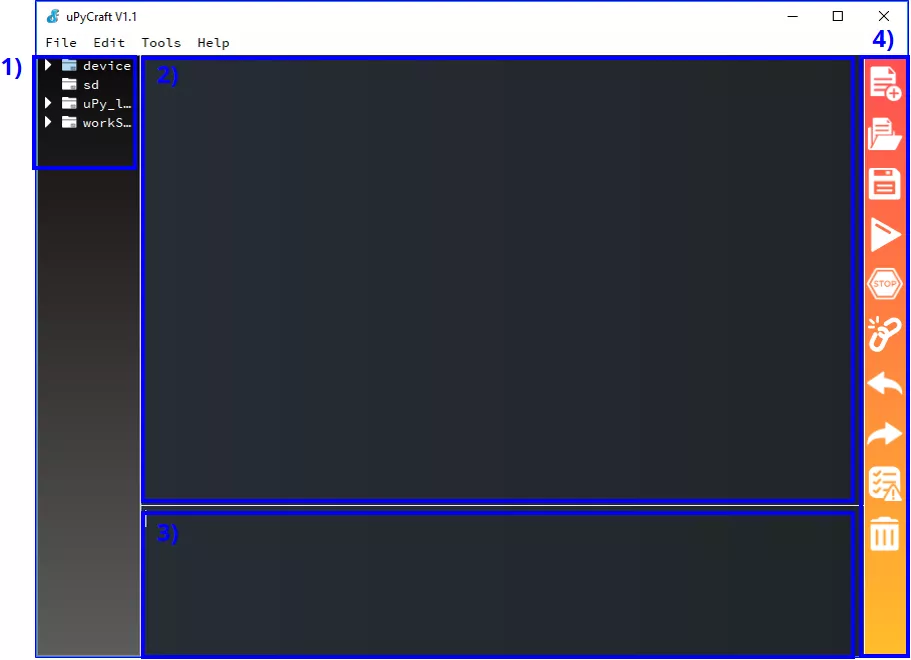 uPyCraft V1.1
File Edit Tools Help
4)
1)
device
2)
sd
uPy_l…
workS…
STOP
3)